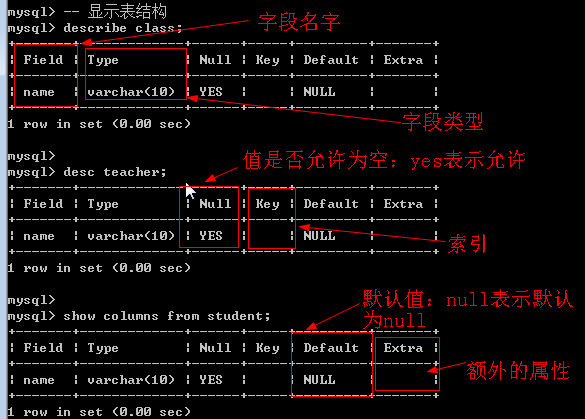 mysql> -- 显示表结构
mysql> describe class;
字段名字
+-------+-------------+------+-----+---------+-------+
| Field | Type | Null | Key | Default | Extra |
+-------+-------------+------+-----+---------+-------+
| name | varchar(10) | YES | | NULL | |
+-------+-------------+------+-----+---------+-------+
1 row in set (0.00 sec)
字段类型
mysql>
值是否允许为空：yes表示允许
mysql> desc teacher;
+-------+-------------+------+-----+---------+-------+
| Field | Type | Null | Key | Default | Extra |
+-------+-------------+------+-----+---------+-------+
| name | varchar(10) | YES | | NULL | |
+-------+-------------+------+-----+---------+-------+
索引
1 row in set (0.00 sec)
mysql>
默认值：null表示默认
为null
mysql> show columns from student;
+-------+-------------+------+-----+---------+-------+
| Field | Type | Null | Key | Default | Extra |
+-------+-------------+------+-----+---------+-------+
| name | varchar(10) | YES | | NULL | |
+-------+-------------+------+-----+---------+-------+
额外的属性
1 row in set (0.00 sec)